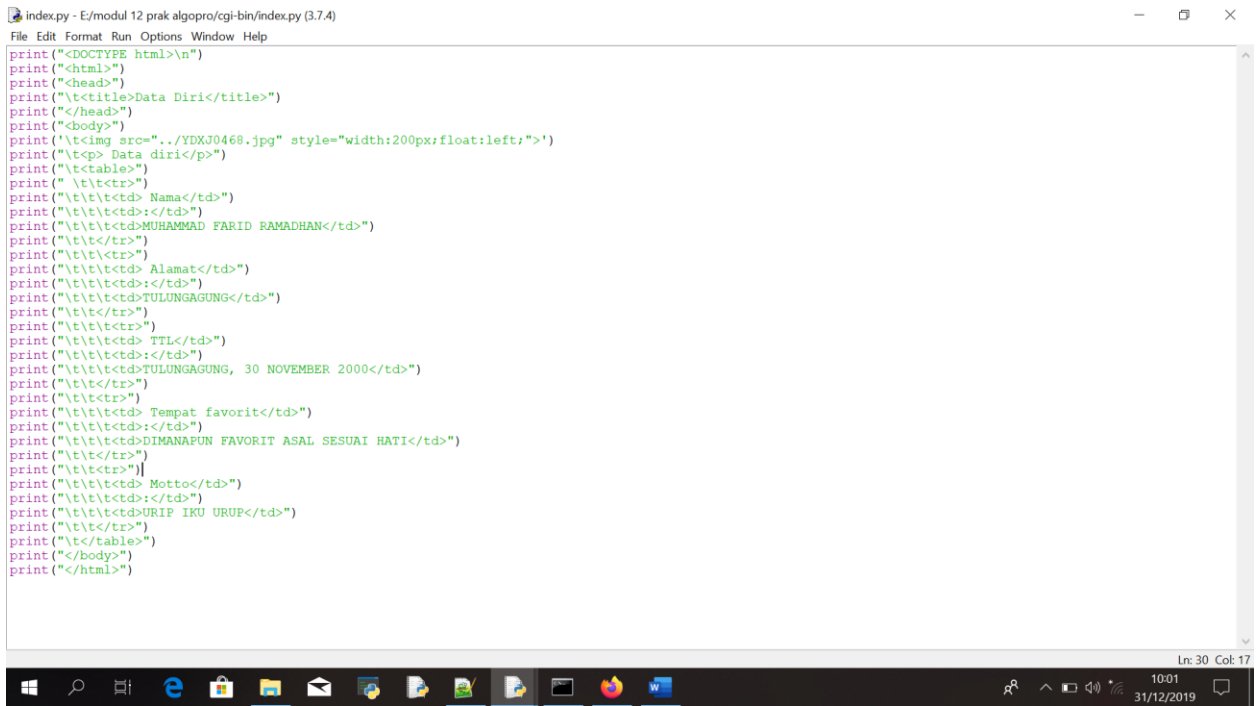 index.py - E:/modul 12 prak algopro/cgi-bin/index.py (3.7.4)
File Edit Format Run Options Window Help
print("<DOCTYPE html>\n")
print("<html>")
print("<head>")
print("\t<title>Data Diri</title>")
print("</head>")
print("<body>")
print('\t<img src="../YDXJ0468.jpg" style="width:200px;float:left;">')
print("\t<p> Data diri</p>")
print("\t<table>")
print(" \t\t<tr>")
print("\t\t\t<td> Nama</td>")
print("\t\t\t<td>:</td>")
print("\t\t\t<td>MUHAMMAD FARID RAMADHAN</td>")
print("\t\t</tr>")
print("\t\t\<tr>")
print("\t\t\t<td> Alamat</td>")
print("\t\t\t<td>:</td>")
print("\t\t\t<td>TULUNGAGUNG</td>")
print("\t\t</tr>")
print("\t\t\t<tr>")
print("\t\t\t<td> TTL</td>")
print("\t\t\t<td>:</td>")
print("\t\t\t<td>TULUNGAGUNG, 30 NOVEMBER 2000</td>")
print("\t\t</tr>")
print("\t\t<tr>")
print("\t\t\t<td> Tempat favorit</td>")
print("\t\t\t<td>:</td>")
print("\t\t\t<td>DIMANAPUN FAVORIT ASAL SESUAI HATI</td>")
print("\t\t</tr>")
print("\t\t<tr>")
print("\t\t\t<td> Motto</td>")
print("\t\t\t<td>:</td>")
print("\t\t\t<td>URIP IKU URUP</td>")
print("\t\t</tr>")
print("\t</table>")
print("</body>")
print("</html>")
Ln: 30 Col: 17
10:01
31/12/2019